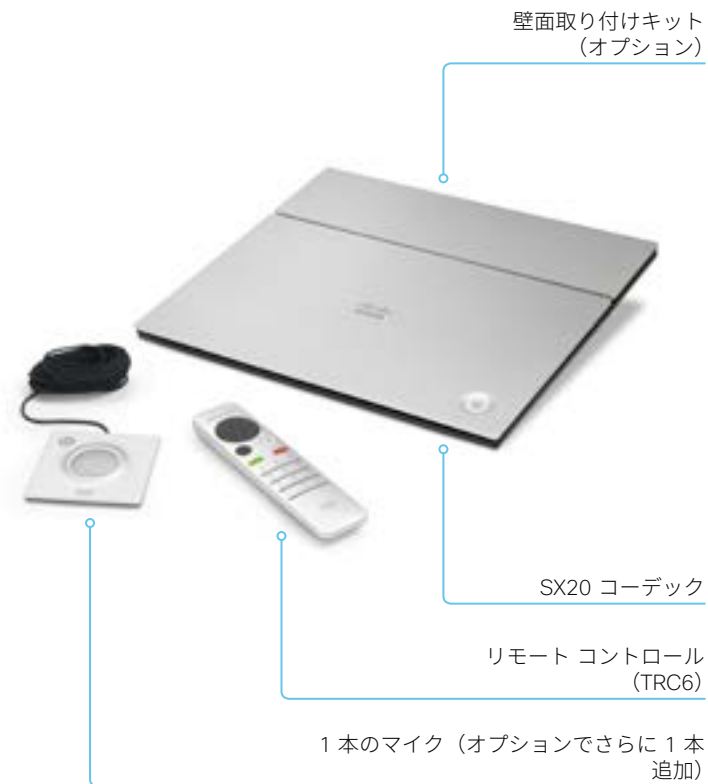 壁面取り付けキット
（オプション）
SX20 コーデック
リモート コントロール
（TRC6）
1 本のマイク（オプションでさらに 1 本
追加）